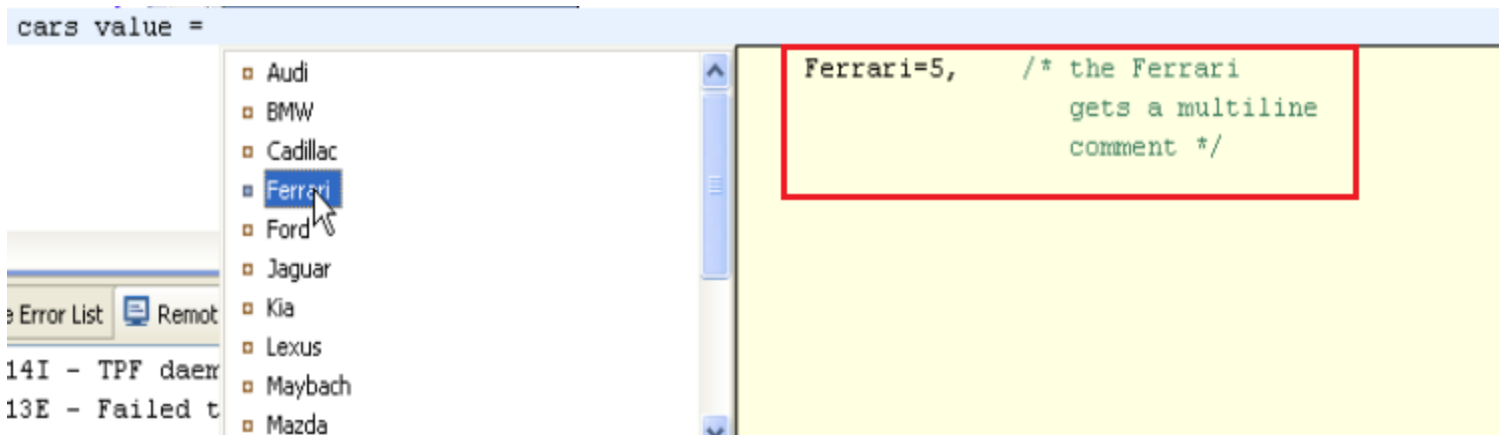 cars value =
Audi
BMW
Cadillac
Ferrari
Ford
Jaguar
Kia
Lexus
Maybach
Mazda
Ferrari=5, /* the Ferrari
gets a multiline
comment */
Error List Remot
14I - TPF daem
13E - Failed t